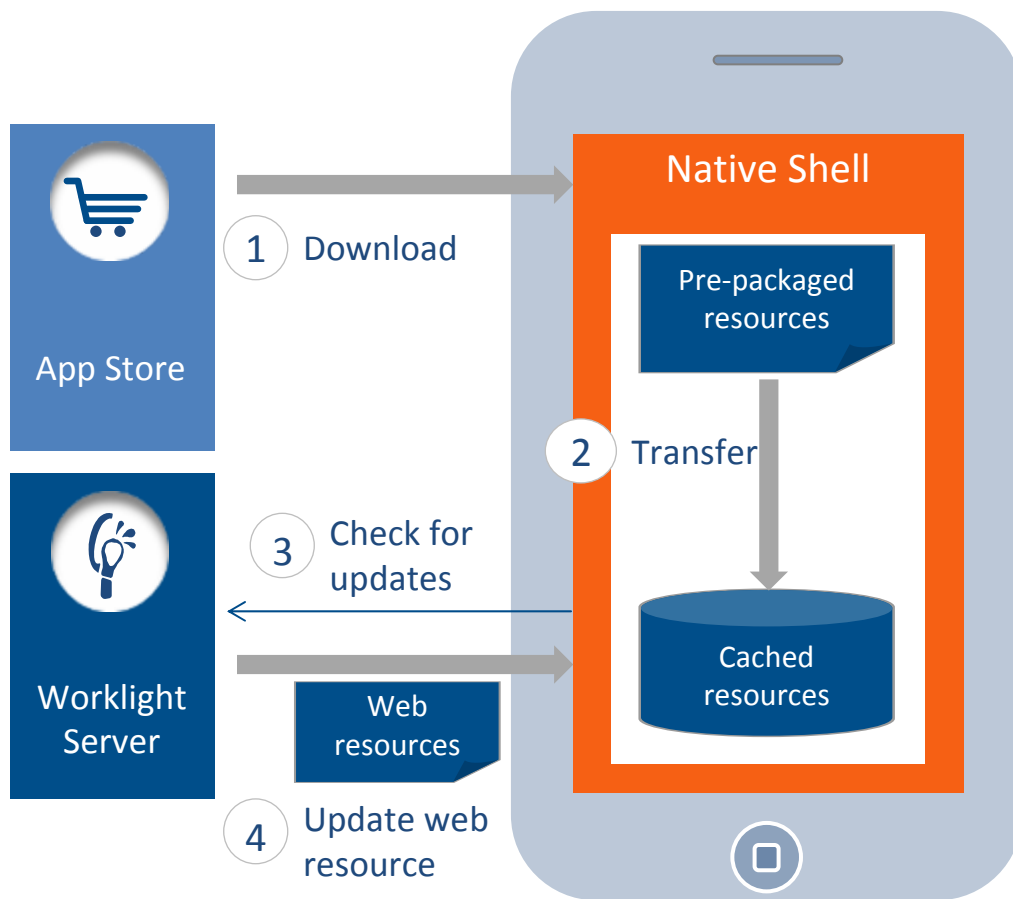 App Store
1
Download
Native Shell
Pre-packaged
resources
2
Transfer
3
Check for
updates
Cached
resources
Worklight
Server
Web
resources
4
Update web
resource